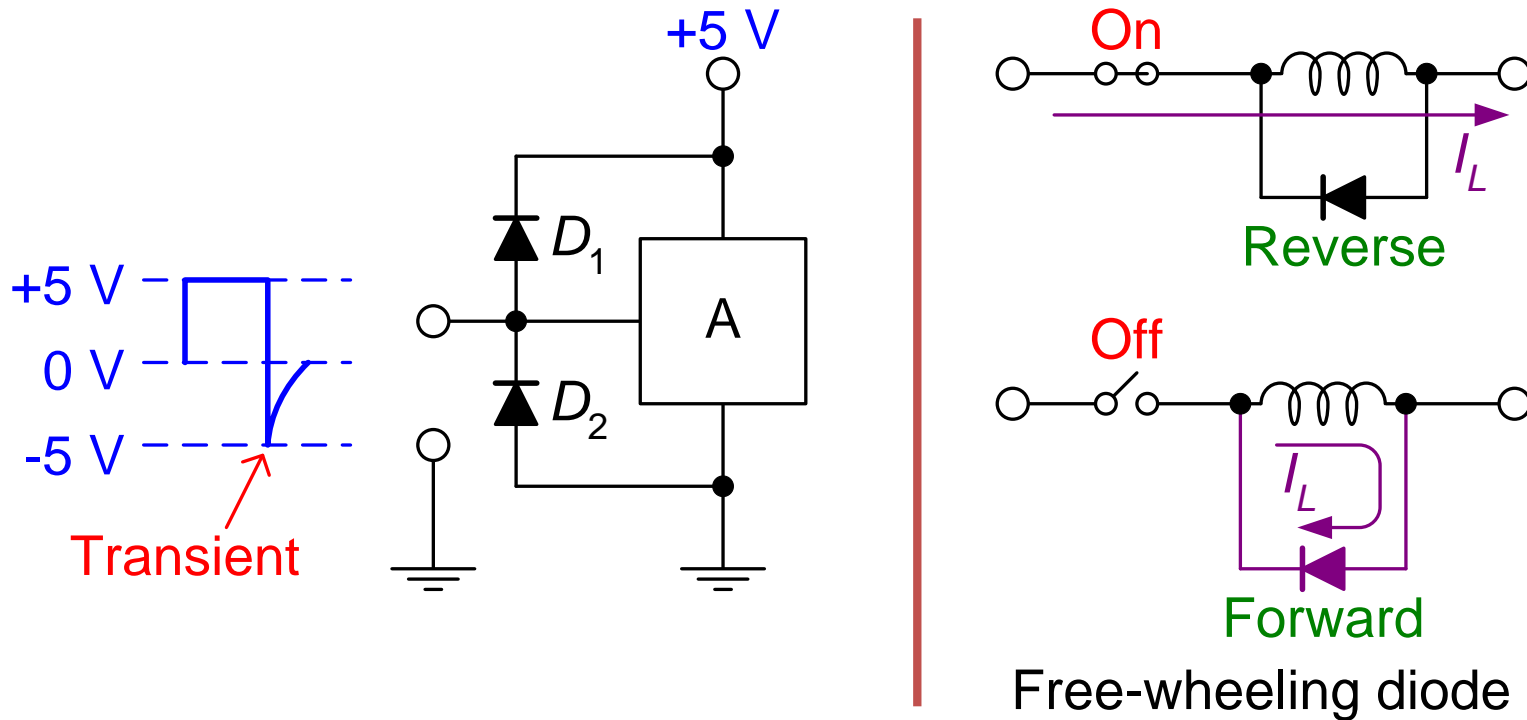 +5 V
D1
A
D2
+5 V
0 V
-5 V
Transient
On
IL
Reverse
Off
IL
Forward
Free-wheeling diode